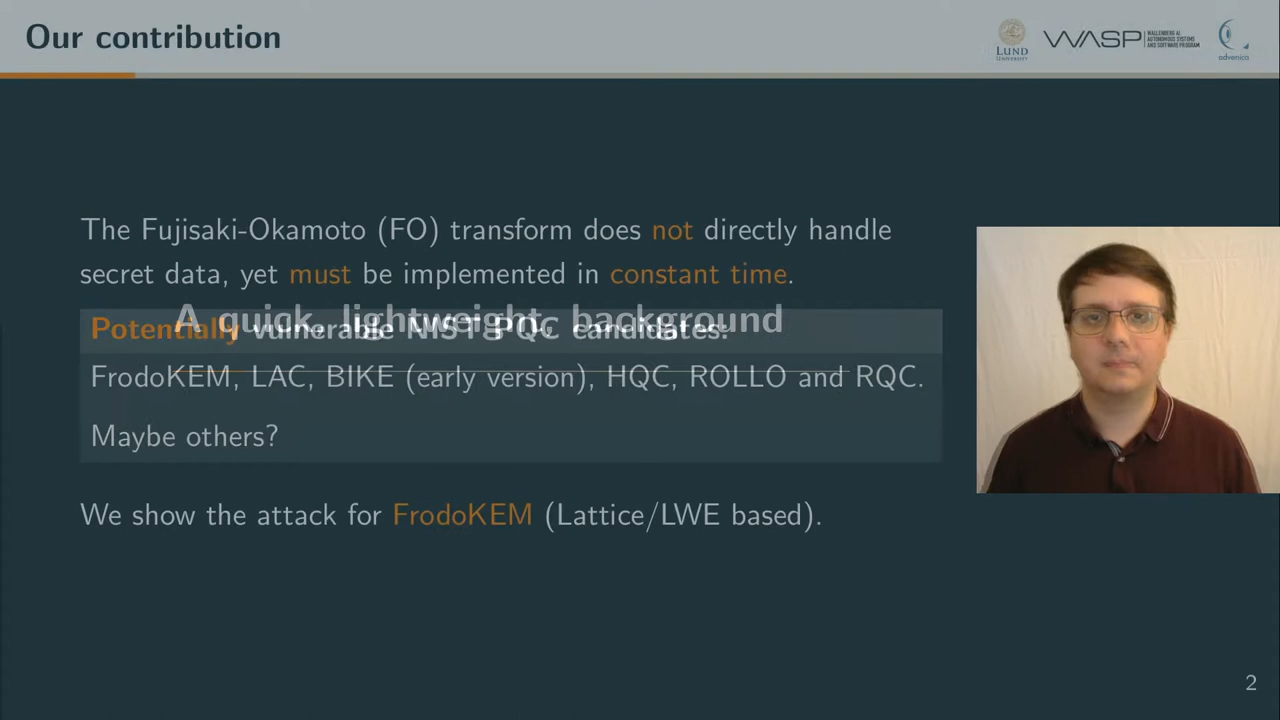 Our contribution
LUND
UNIVERSITY
WASP
WALLENBERG AI,
AUTONOMOUS SYSTEMS
AND SOFTWARE PROGRAM
advenica
The Fujisaki-Okamoto (FO) transform does not directly handle
secret data, yet must be implemented in constant time.
A quick, lightweight, background
Potentially vulnerable NIST PQC candidates:
FrodoKEM, LAC, BIKE (early version), HQC, ROLLO and RQC.
Maybe others?
We show the attack for FrodoKEM (Lattice/LWE based).
2